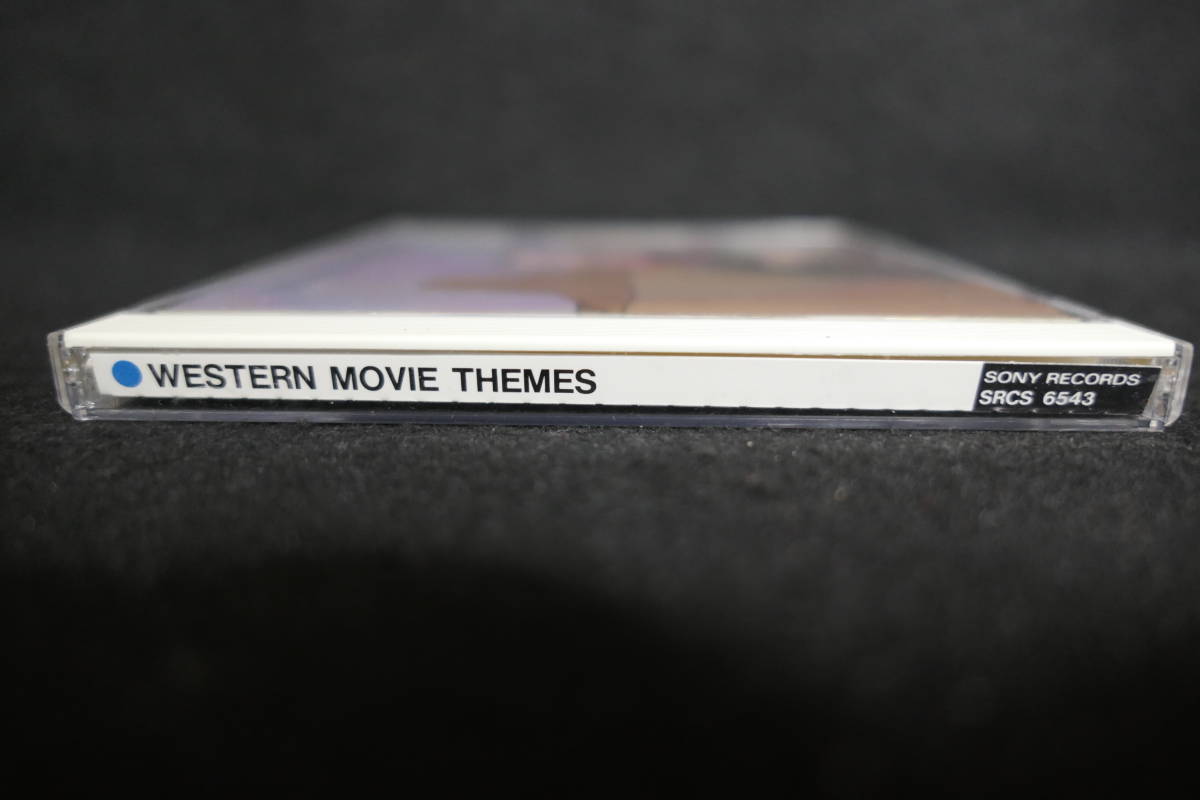 WESTERN MOVIE THEMES
SONY RECORDS
SRCS 6543